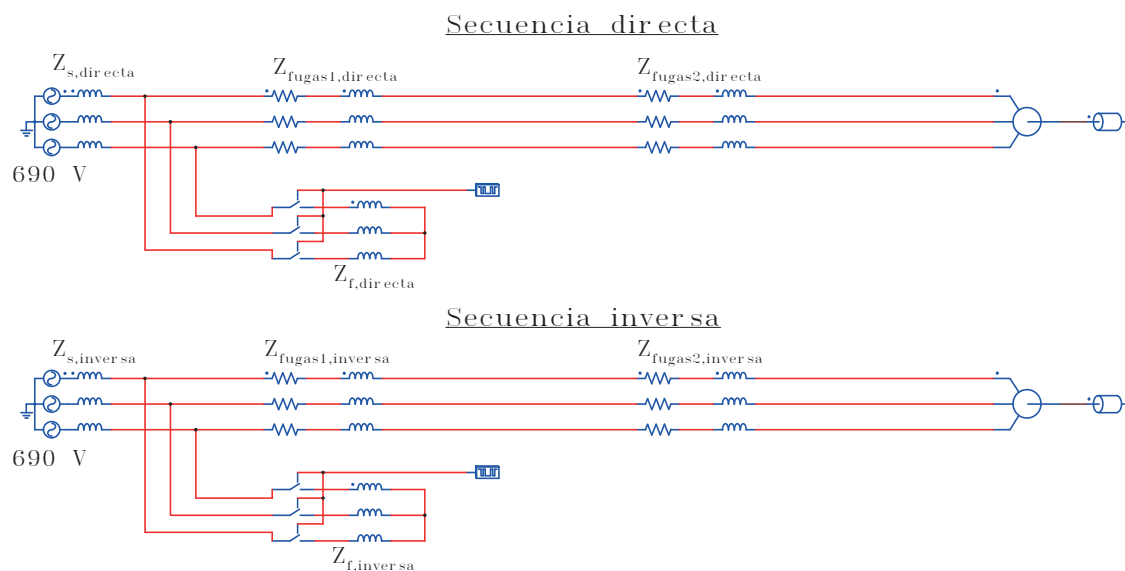 Secuencia directa
Zs,directa
Zfugas1,directa
Zfugas2,directa
690 V
Zf,directa
Secuencia inversa
Zs,inversa
Zfugas1,inversa
Zfugas2,inversa
690 V
Zf,inversa